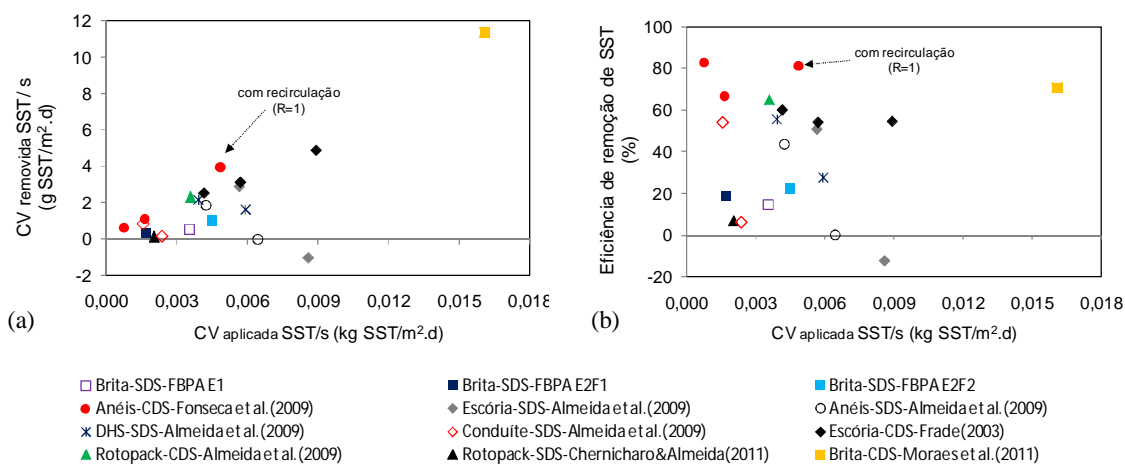 CV removida SST/ s
(g SST/m².d)
12
10
8
6
4
2
0
-2
com recirculação
(R=1)
0,000 0,003 0,006 0,009 0,012 0,015 0,018
CV aplicada SST/s (kg SST/m².d)
(a)
Eficiência de remoção de SST
(%)
100
80
60
40
20
0
-20
com recirculação
(R=1)
0,000 0,003 0,006 0,009 0,012 0,015 0,018
CV aplicada SST/s (kg SST/m².d)
(b)
Brita-SDS-FBPA E1 Brita-SDS-FBPA E2F1 Brita-SDS-FBPA E2F2
Anéis-CDS-Fonseca et al.(2009) Escória-SDS-Almeida et al.(2009) Anéis-SDS-Almeida et al.(2009)
DHS-SDS-Almeida et al.(2009) Conduíte-SDS-Almeida et al.(2009) Escória-CDS-Frade(2003)
Rotopack-CDS-Almeida et al.(2009) Rotopack-SDS-Chernicharo&Almeida(2011) Brita-CDS-Moraes et al.(2011)